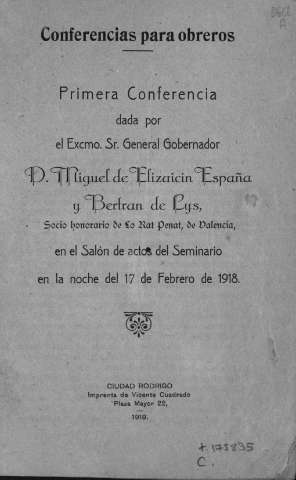 Conferencias para obreros
Primera Conferencia
dada por
el Excmo. Sr. General Gobernador
D. Miguel de Elizaicin España
y Bertran de Lys,
Socio honorario de Lo Rat Penat, de Valencia,
en el Salón de actos del Seminario
en la noche del 17 de Febrero de 1918.
CIUDAD RODRIGO
Imprenta de Vicente Cuadrado
Plaza Mayor 22,
1918.
t 173835
C.